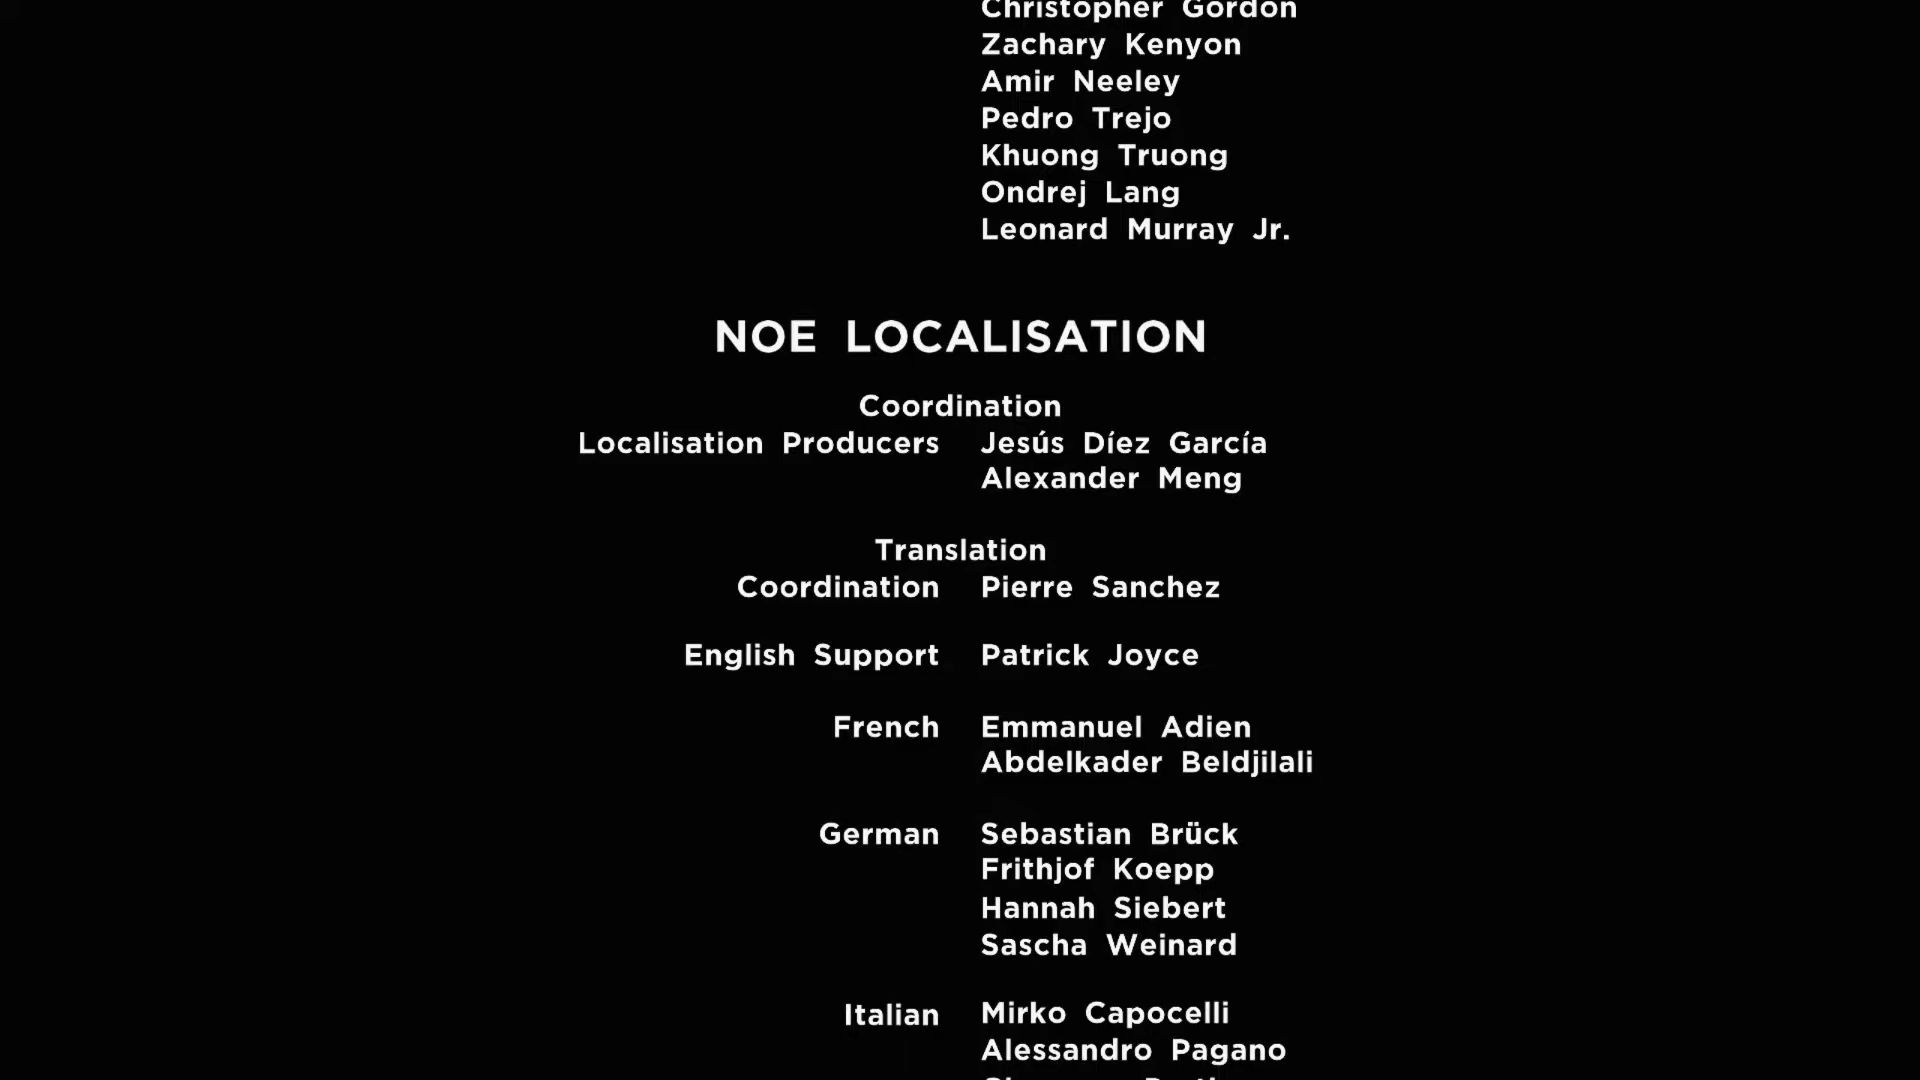 Christopher Gordon
Zachary Kenyon
Amir Neeley
Pedro Trejo
Khuong Truong
Ondrej Lang
Leonard Murray Jr.
NOE LOCALISATION
Coordination
Localisation Producers Jesús Díez García
Alexander Meng
Translation
Coordination Pierre Sanchez
English Support Patrick Joyce
French Emmanuel Adien
Abdelkader Beldjilali
German Sebastian Brück
Frithjof Koepp
Hannah Siebert
Sascha Weinard
Italian Mirko Capocelli
Alessandro Pagano